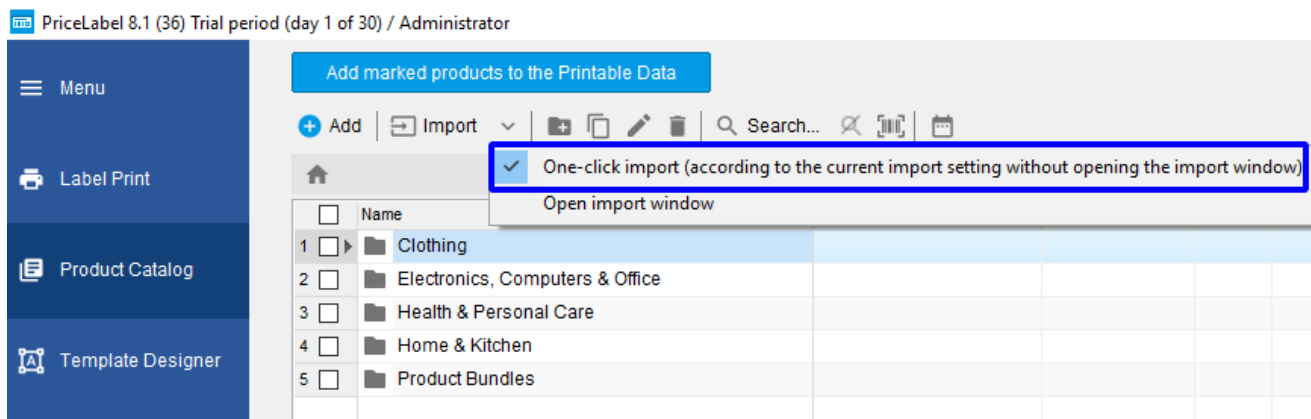 PriceLabel 8.1 (36) Trial period (day 1 of 30) / Administrator
Menu
Label Print
Product Catalog
Template Designer
Add marked products to the Printable Data
Add
Import
Search...
One-click import (according to the current import setting without opening the import window)
Open import window
Name
1 Clothing
2 Electronics, Computers & Office
3 Health & Personal Care
4 Home & Kitchen
5 Product Bundles